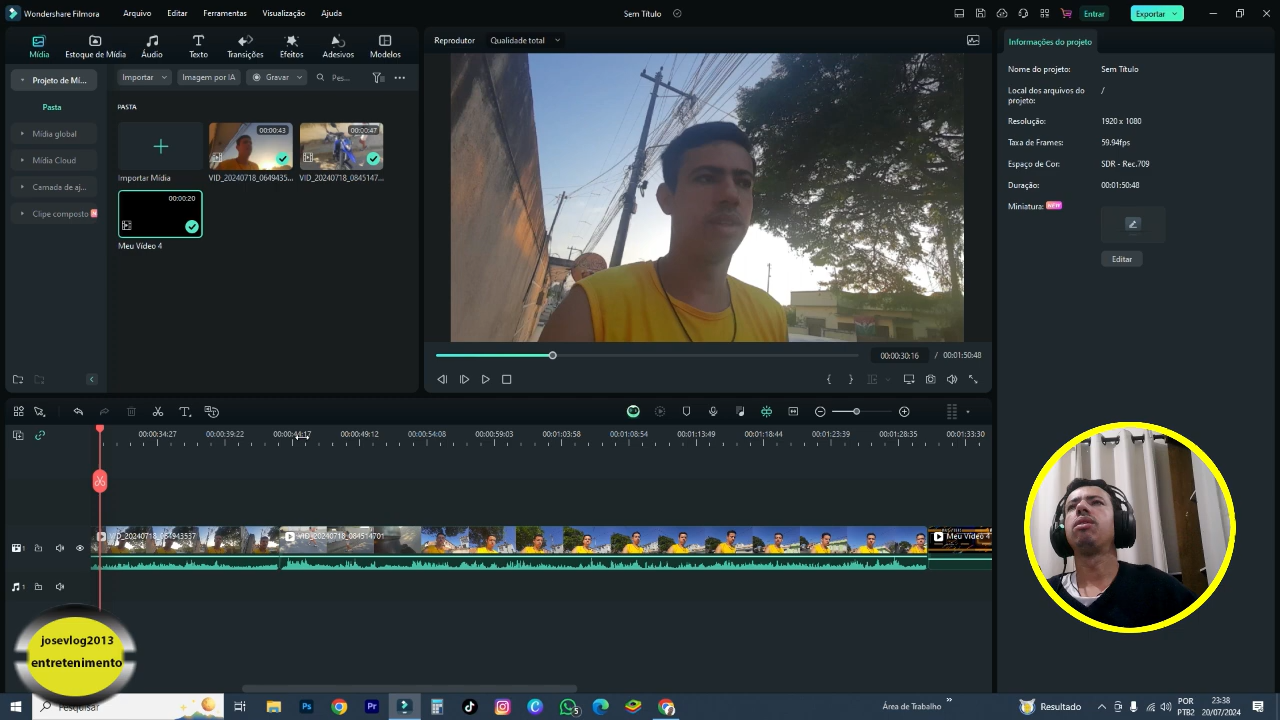 Wondershare Filmora
Arquivo
Editar
Ferramentas
Visualização
Ajuda
Sem Título
Entrar
Exportar
Mídia
Estoque de Mídia
Áudio
Texto
Transições
Efeitos
Adesivos
Modelos
Projeto de Mí...
Importar
Imagem por IA
Gravar
Pes...
Pasta
PASTA
Mídia global
Mídia Cloud
Camada de aj...
Clipe composto
00:00:43
00:00:47
Importar Mídia
VID_20240718_0649435...
VID_20240718_0845147...
00:00:20
Meu Vídeo 4
Reprodutor
Qualidade total
00:00:30:16 / 00:01:50:48
Informações do projeto
Nome do projeto: Sem Título
Local dos arquivos do projeto: /
Resolução: 1920 x 1080
Taxa de Frames: 59.94fps
Espaço de Cor: SDR - Rec.709
Duração: 00:01:50:48
Miniatura:
Editar
00:00:34:27
00:00:39:22
00:00:44:17
00:00:49:12
00:00:54:08
00:00:59:03
00:01:03:58
00:01:08:54
00:01:13:49
00:01:18:44
00:01:23:39
00:01:28:35
00:01:33:30
VID_20240718_084514701
Meu Vídeo 4
josevlog2013
entretenimento
Pesquisar
Área de Trabalho
Resultado
POR
PTB2
23:38
20/07/2024